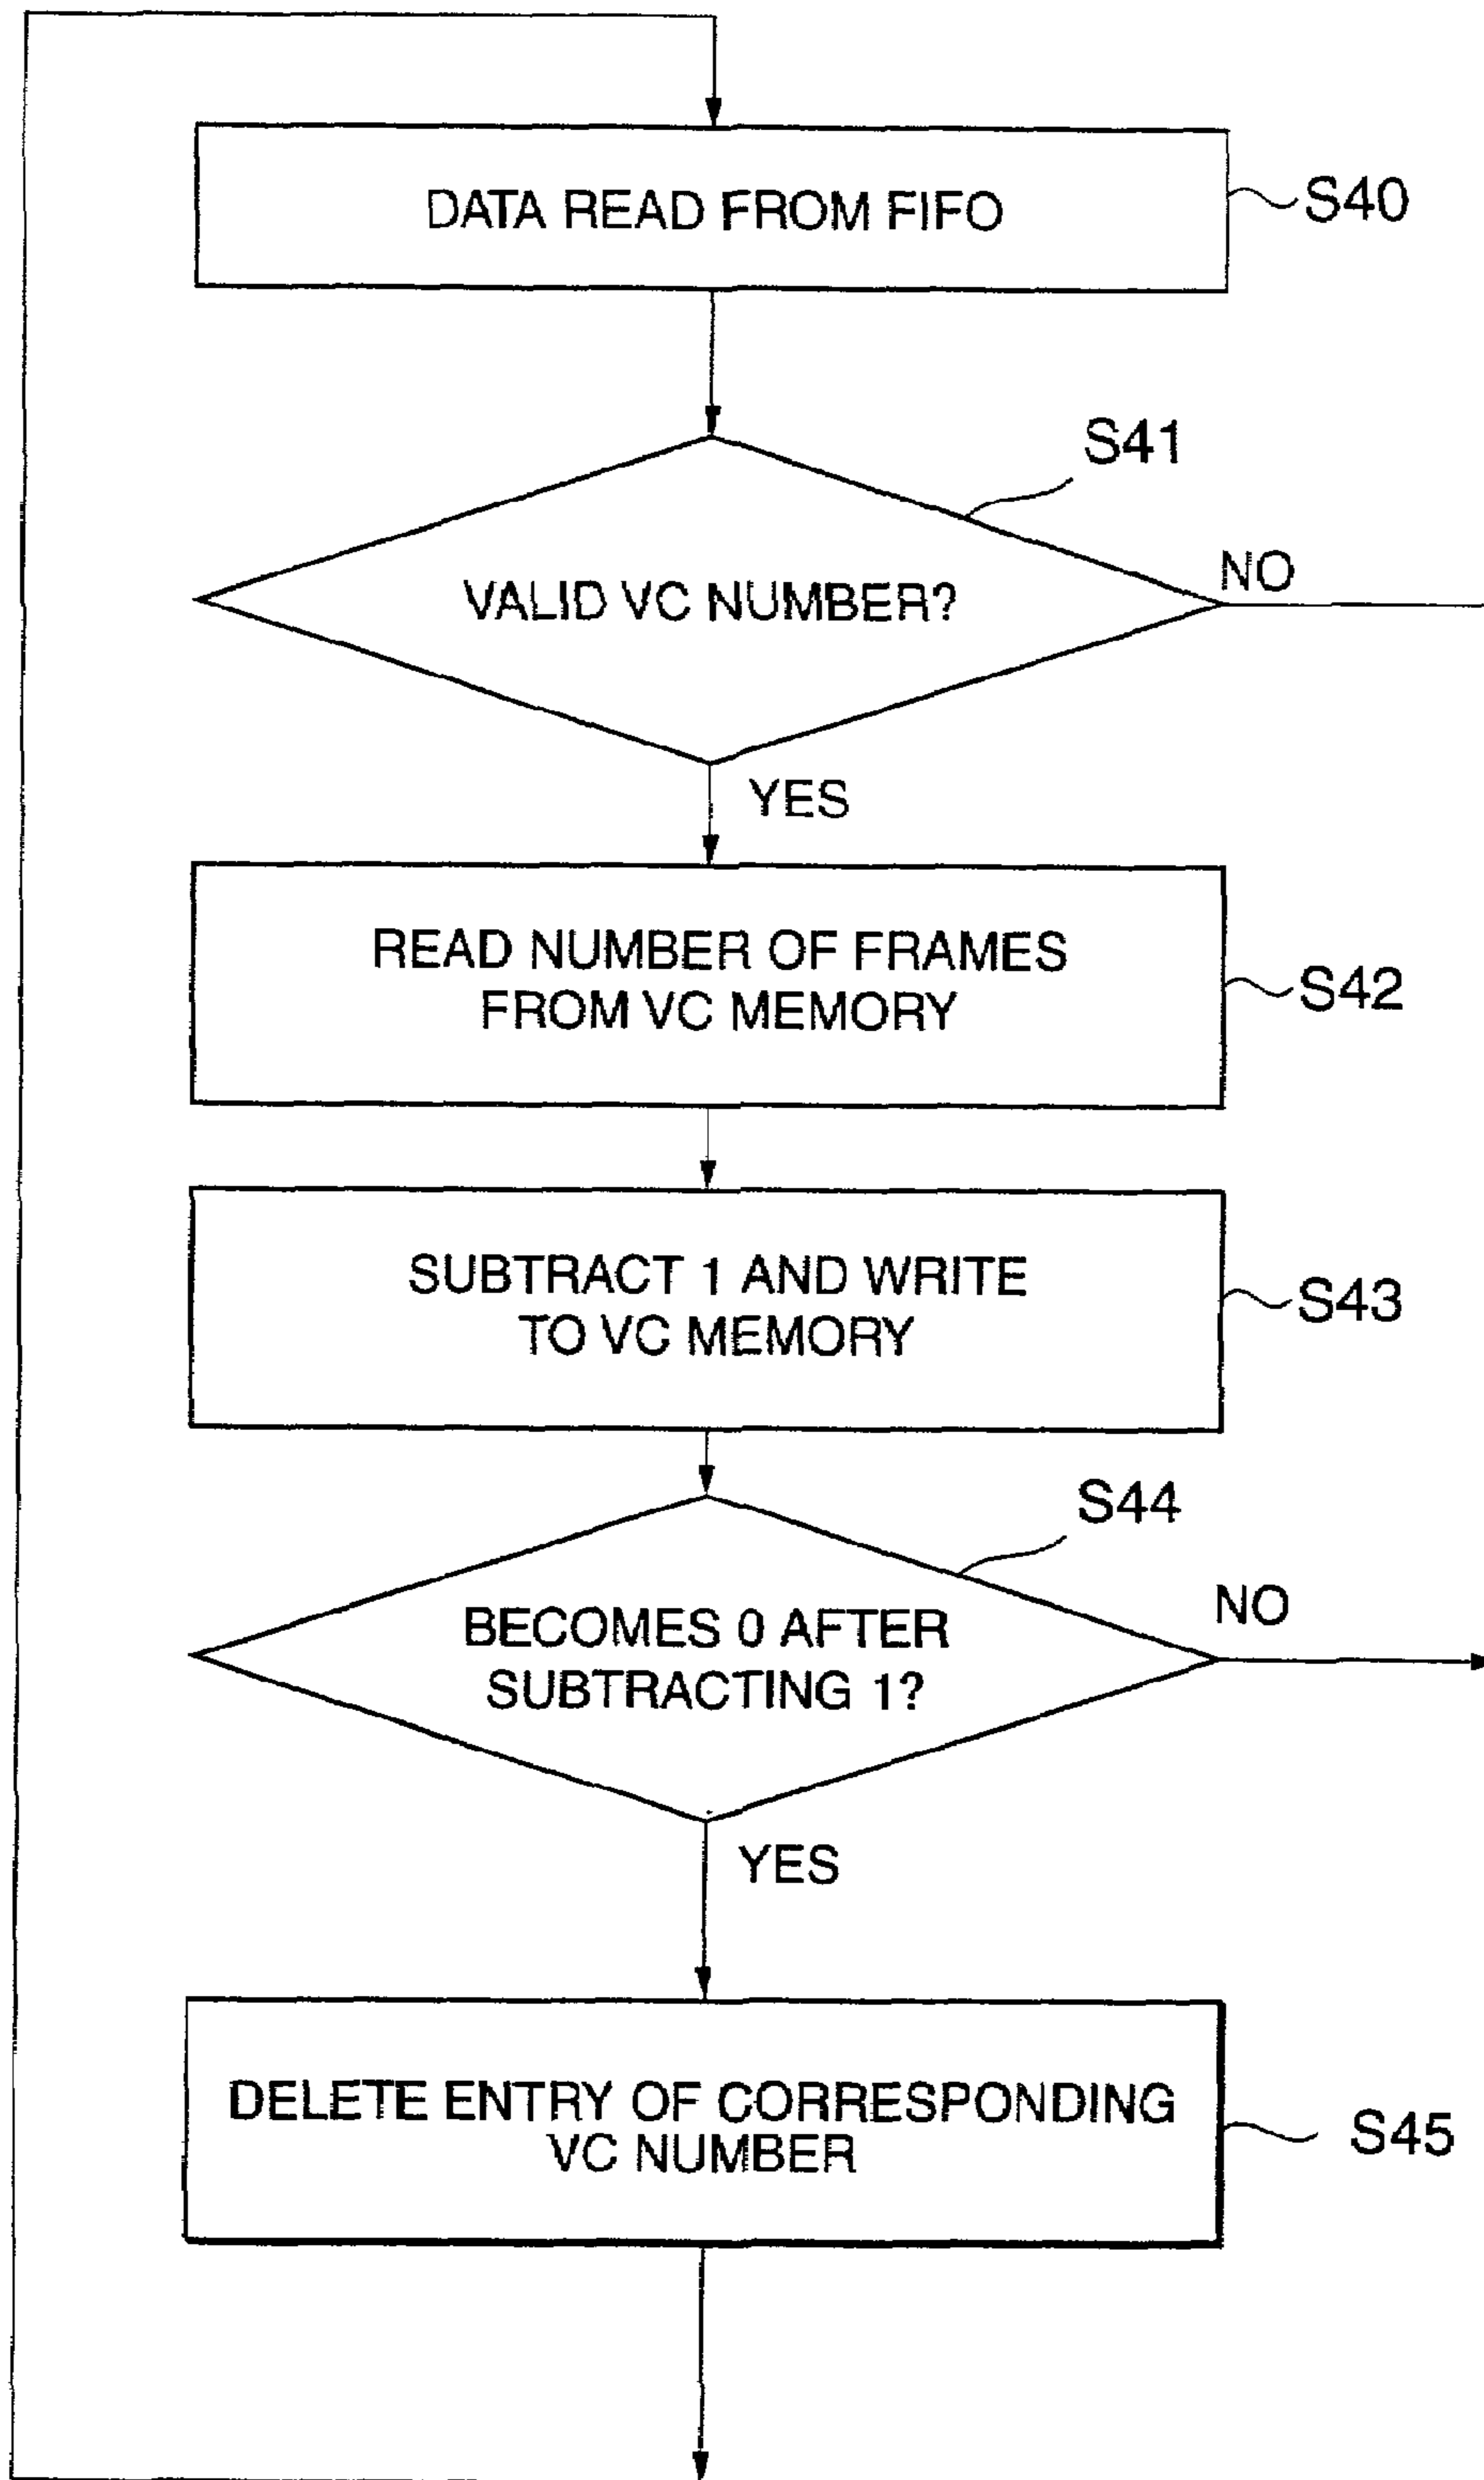 DATA READ FROM FIFO
S40
S41
VALID VC NUMBER?
NO
YES
READ NUMBER OF FRAMES
FROM VC MEMORY
S42
SUBTRACT 1 AND WRITE
TO VC MEMORY
S43
S44
BECOMES 0 AFTER
SUBTRACTING 1?
NO
YES
DELETE ENTRY OF CORRESPONDING
VC NUMBER
S45